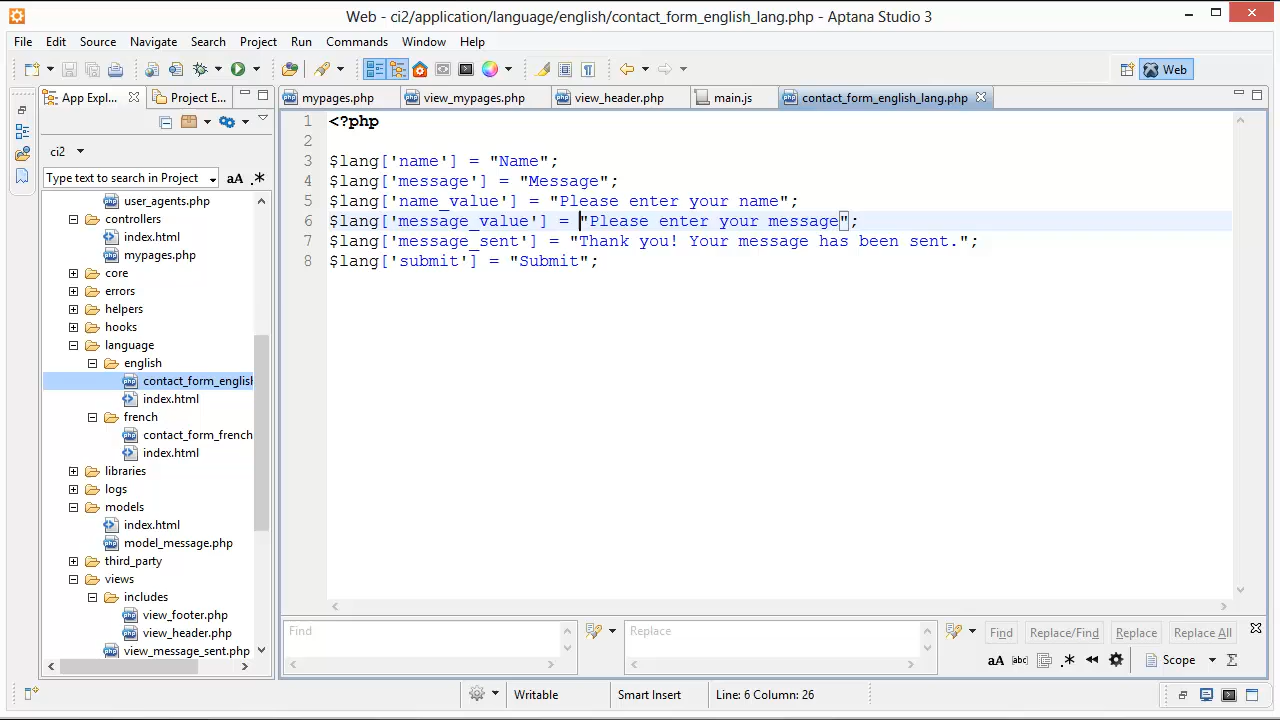 Web - ci2/application/language/english/contact_form_english_lang.php - Aptana Studio 3
File Edit Source Navigate Search Project Run Commands Window Help
Web
App Expl... Project E...
mypages.php view_mypages.php view_header.php main.js contact_form_english_lang.php
ci2
Type text to search in Project aA .*
user_agents.php
controllers
index.html
mypages.php
core
errors
helpers
hooks
language
english
contact_form_english
index.html
french
contact_form_french
index.html
libraries
logs
models
index.html
model_message.php
third_party
views
includes
view_footer.php
view_header.php
view_message_sent.php
1 <?php
2
3 $lang['name'] = "Name";
4 $lang['message'] = "Message";
5 $lang['name_value'] = "Please enter your name";
6 $lang['message_value'] = "Please enter your message";
7 $lang['message_sent'] = "Thank you! Your message has been sent.";
8 $lang['submit'] = "Submit";
Find Replace Find Replace/Find Replace Replace All
aA abc .* Scope Σ
Writable Smart Insert Line: 6 Column: 26